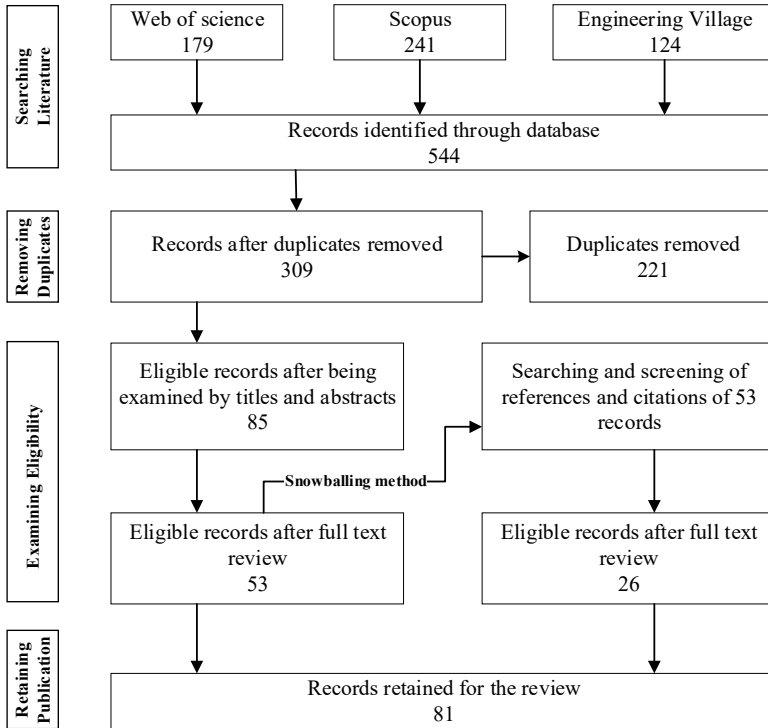 Searching
Literature
Web of science
179
Scopus
241
Engineering Village
124
Records identified through database
544
Removing
Duplicates
Records after duplicates removed
309
Duplicates removed
221
Examining Eligibility
Eligible records after being
examined by titles and abstracts
85
Searching and screening of
references and citations of 53
records
Snowballing method
Eligible records after full text
review
53
Eligible records after full text
review
26
Retaining
Publication
Records retained for the review
81